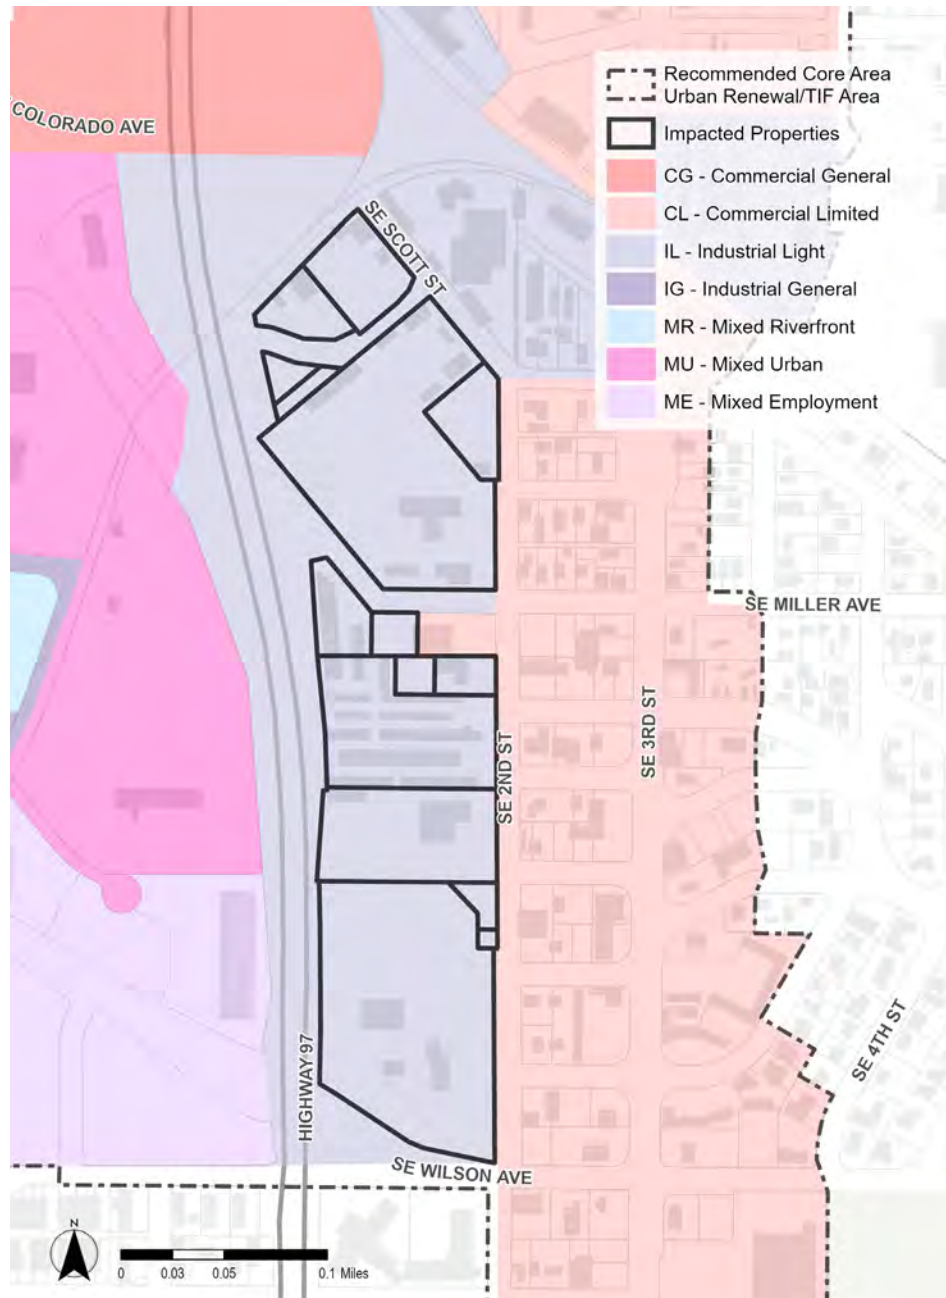 COLORADO AVE
Recommended Core Area
Urban Renewal/TIF Area
Impacted Properties
CG - Commercial General
CL - Commercial Limited
IL - Industrial Light
IG - Industrial General
MR - Mixed Riverfront
MU - Mixed Urban
ME - Mixed Employment
SE SCOTT ST
SE MILLER AVE
SE 3RD ST
SE 2ND ST
SE 4TH ST
HIGHWAY 97
SE WILSON AVE
N
0 0.03 0.05 0.1 Miles